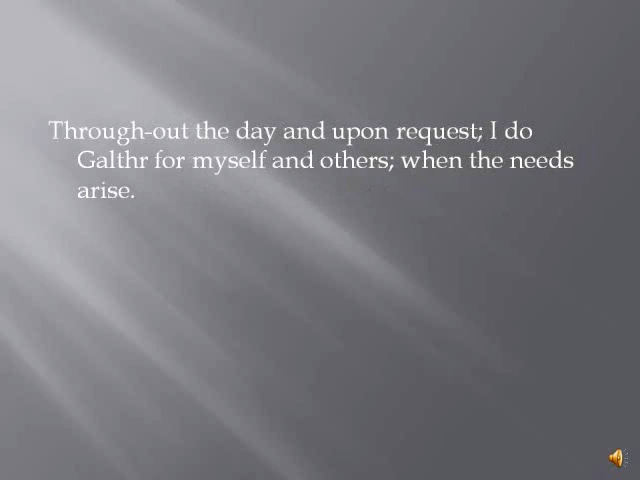 Through-out the day and upon request; I do
Galthr for myself and others; when the needs
arise.